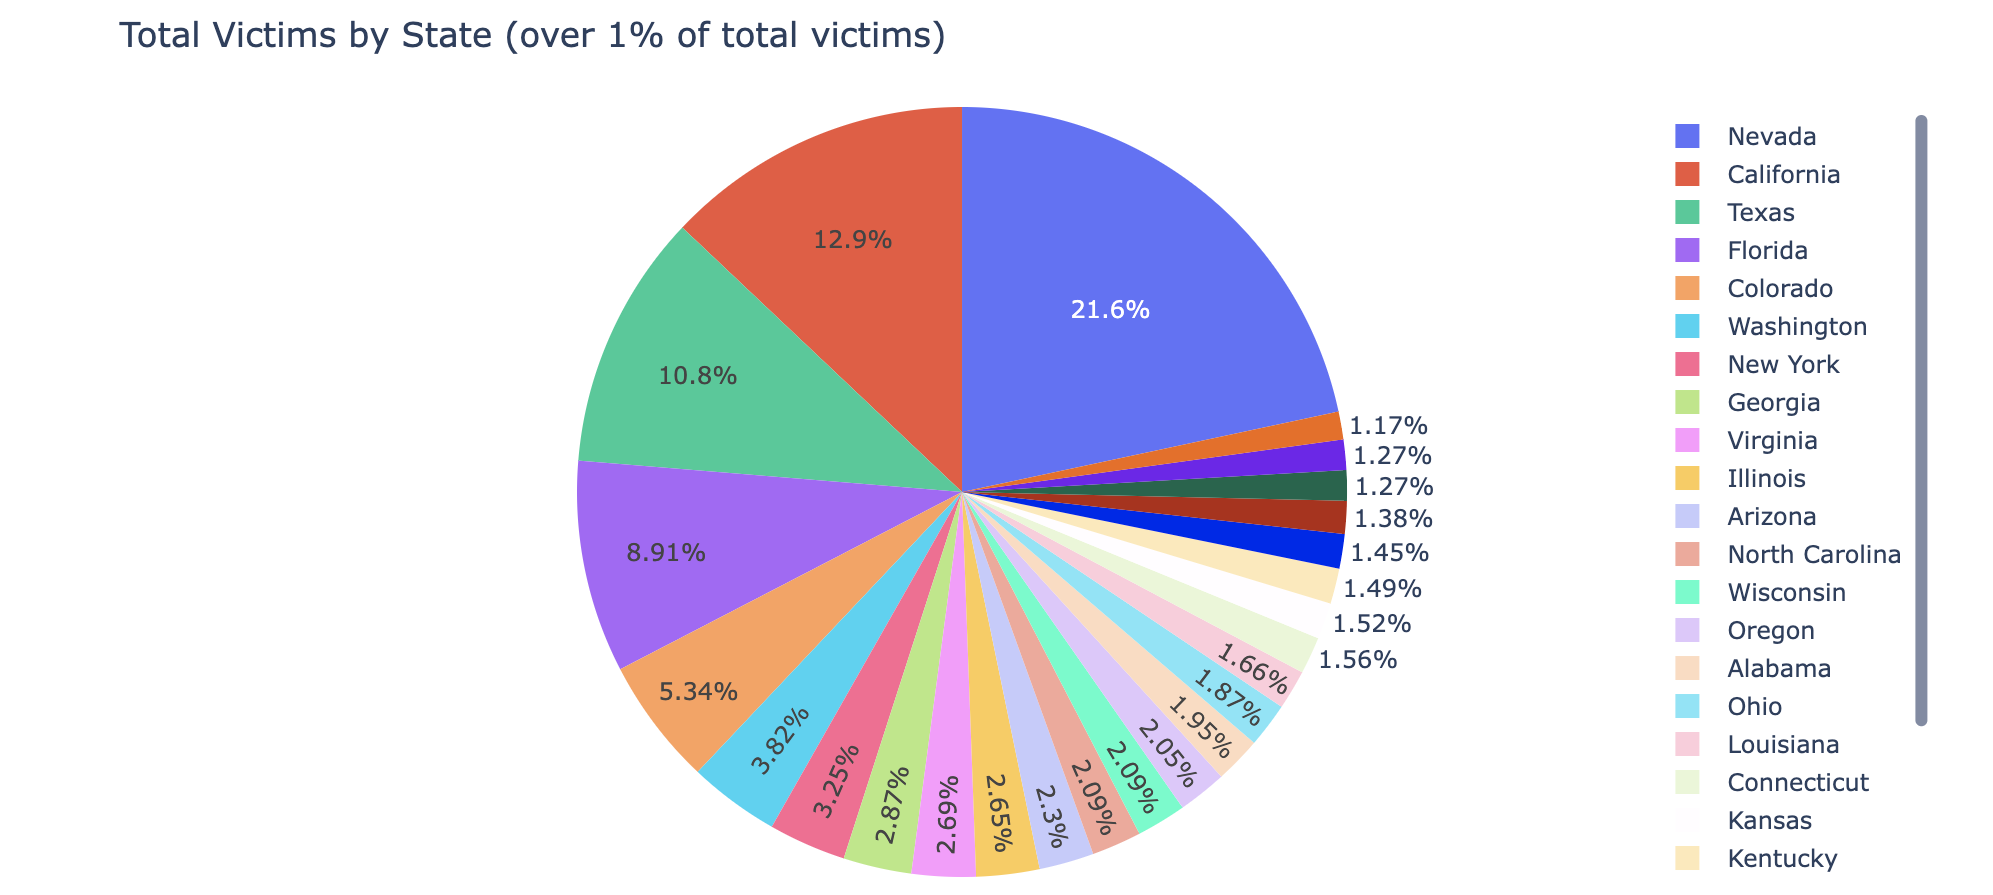 Total Victims by State (over 1% of total victims)
21.6%
12.9%
10.8%
8.91%
5.34%
3.82%
3.25%
2.87%
2.69%
2.65%
2.3%
2.09%
2.09%
2.05%
1.95%
1.87%
1.66%
1.56%
1.52%
1.49%
1.45%
1.38%
1.27%
1.27%
1.17%
Nevada
California
Texas
Florida
Colorado
Washington
New York
Georgia
Virginia
Illinois
Arizona
North Carolina
Wisconsin
Oregon
Alabama
Ohio
Louisiana
Connecticut
Kansas
Kentucky